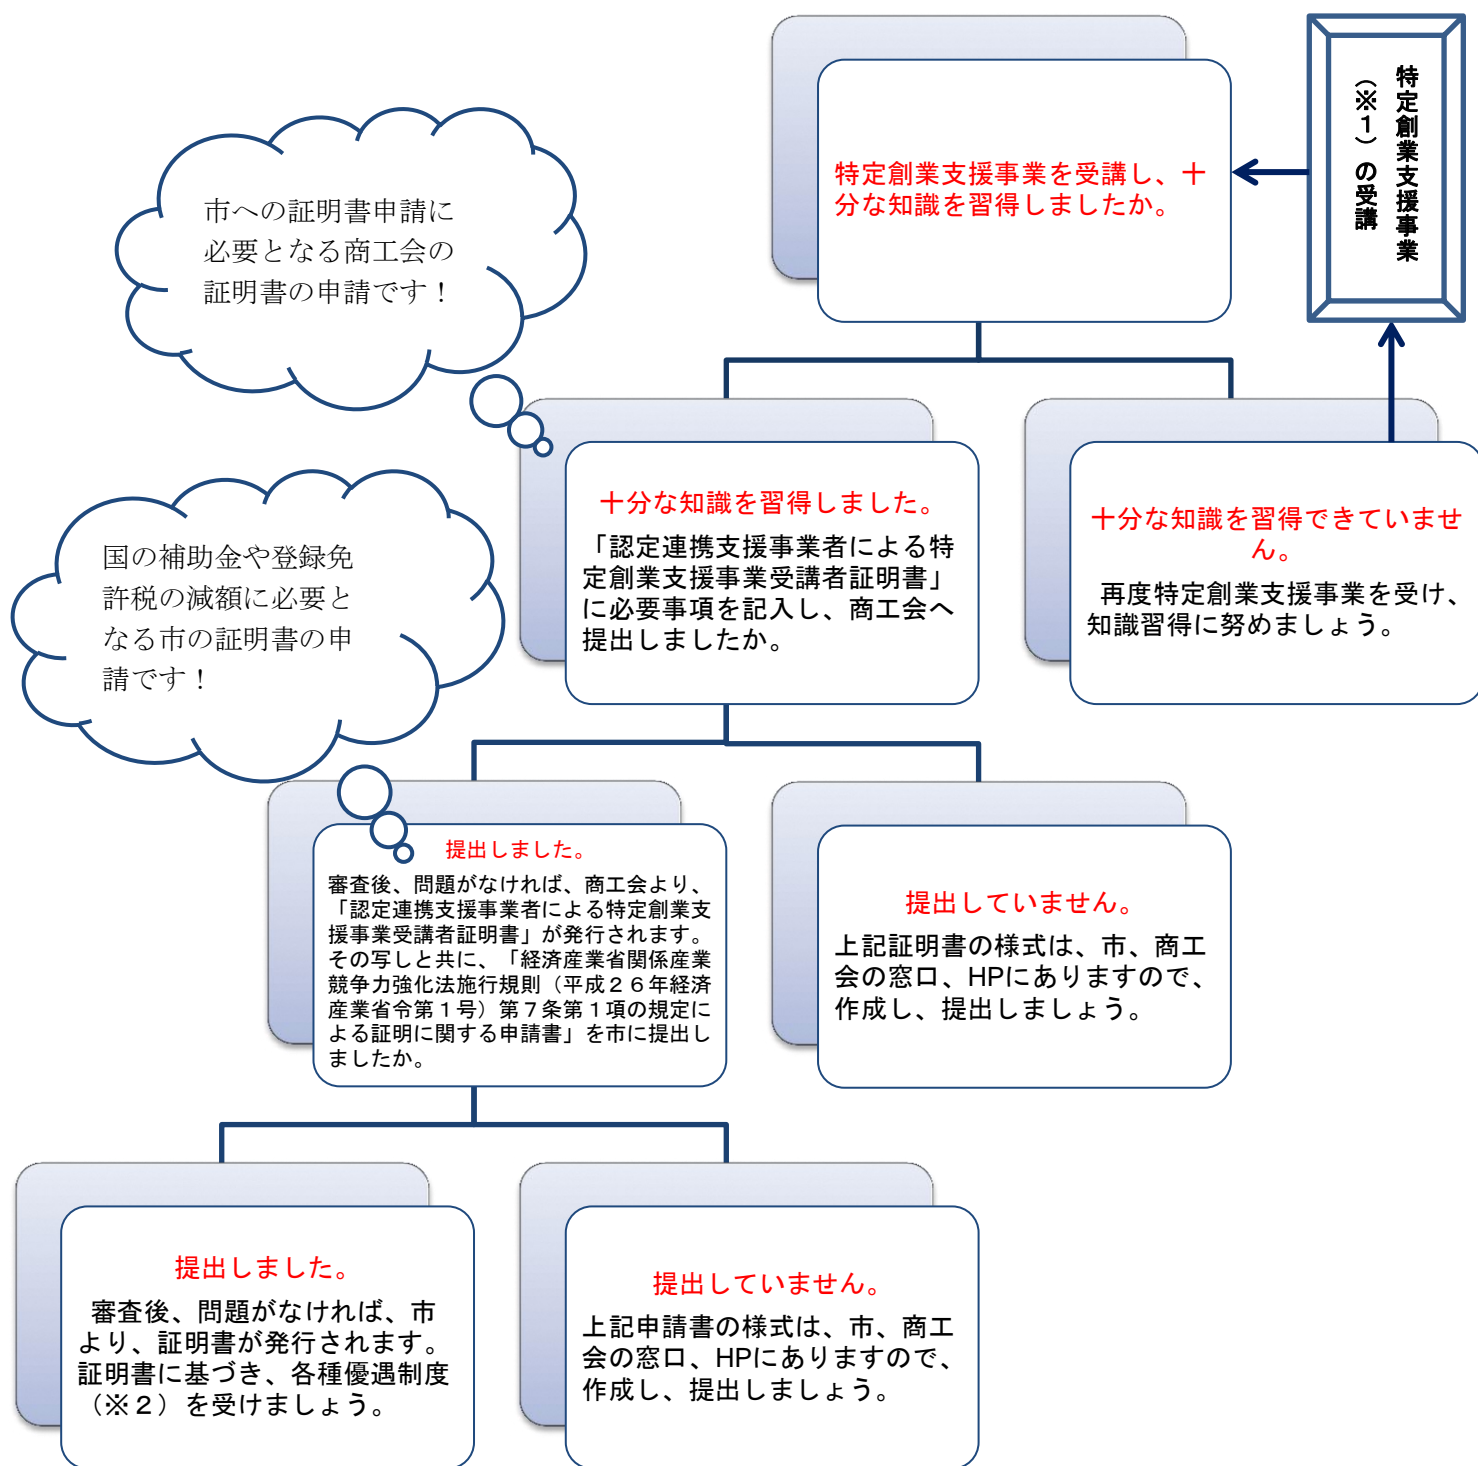 特定創業支援事業
（※１）の受講
特定創業支援事業を受講し、十
分な知識を習得しましたか。
市への証明書申請に
必要となる商工会の
証明書の申請です！
十分な知識を習得しました。
「認定連携支援事業者による特
定創業支援事業受講者証明書」
に必要事項を記入し、商工会へ
提出しましたか。
十分な知識を習得できていませ
ん。
再度特定創業支援事業を受け、
知識習得に努めましょう。
国の補助金や登録免
許税の減額に必要と
なる市の証明書の申
請です！
提出しました。
審査後、問題がなければ、商工会より、
「認定連携支援事業者による特定創業支
援事業受講者証明書」が発行されます。
その写しと共に、「経済産業省関係産業
競争力強化法施行規則（平成２６年経済
産業省令第１号）第７条第１項の規定に
よる証明に関する申請書」を市に提出し
ましたか。
提出していません。
上記証明書の様式は、市、商工
会の窓口、HPにありますので、
作成し、提出しましょう。
提出しました。
審査後、問題がなければ、市
より、証明書が発行されます。
証明書に基づき、各種優遇制度
（※２）を受けましょう。
提出していません。
上記申請書の様式は、市、商工
会の窓口、HPにありますので、
作成し、提出しましょう。